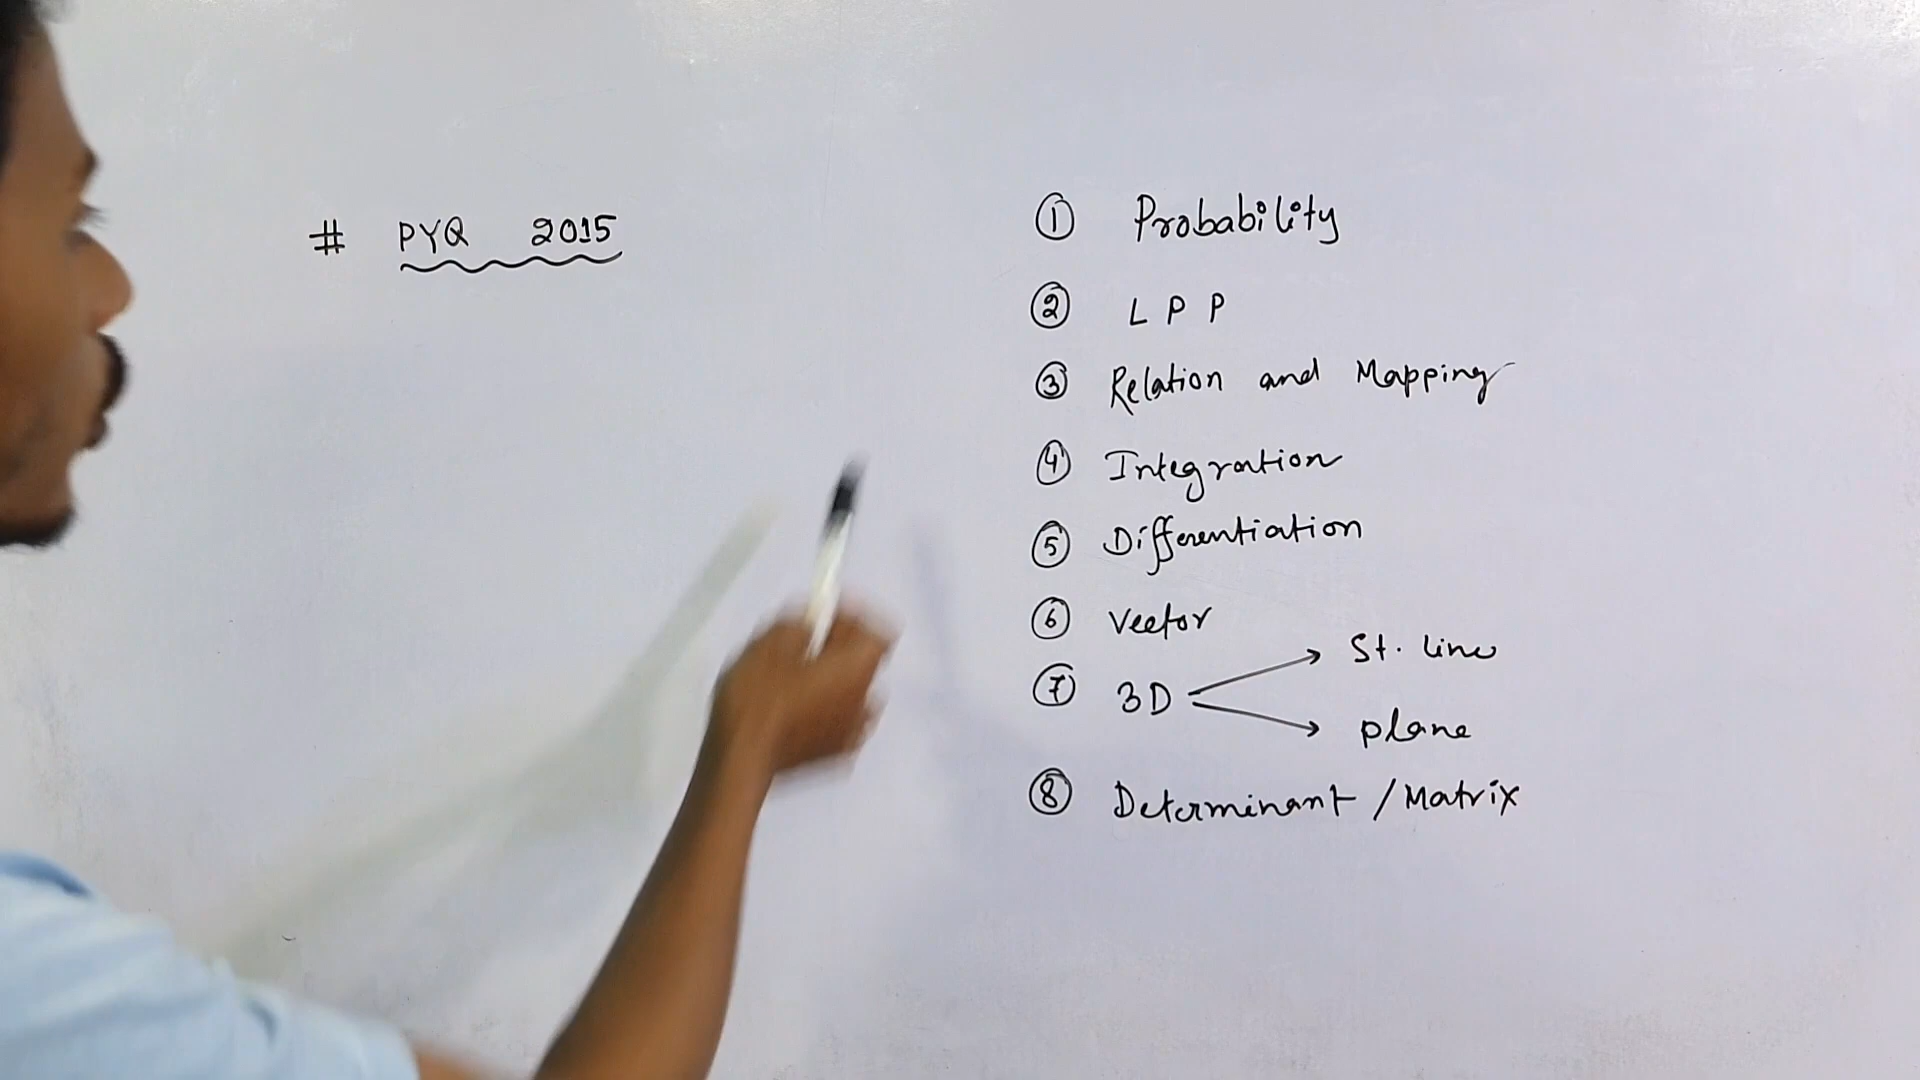 # PYQ 2015
① Probability
② L P P
③ Relation and Mapping
④ Integration
⑤ Differentiation
⑥ Vector
⑦ 3D → St. line
→ plane
⑧ Determinant / Matrix